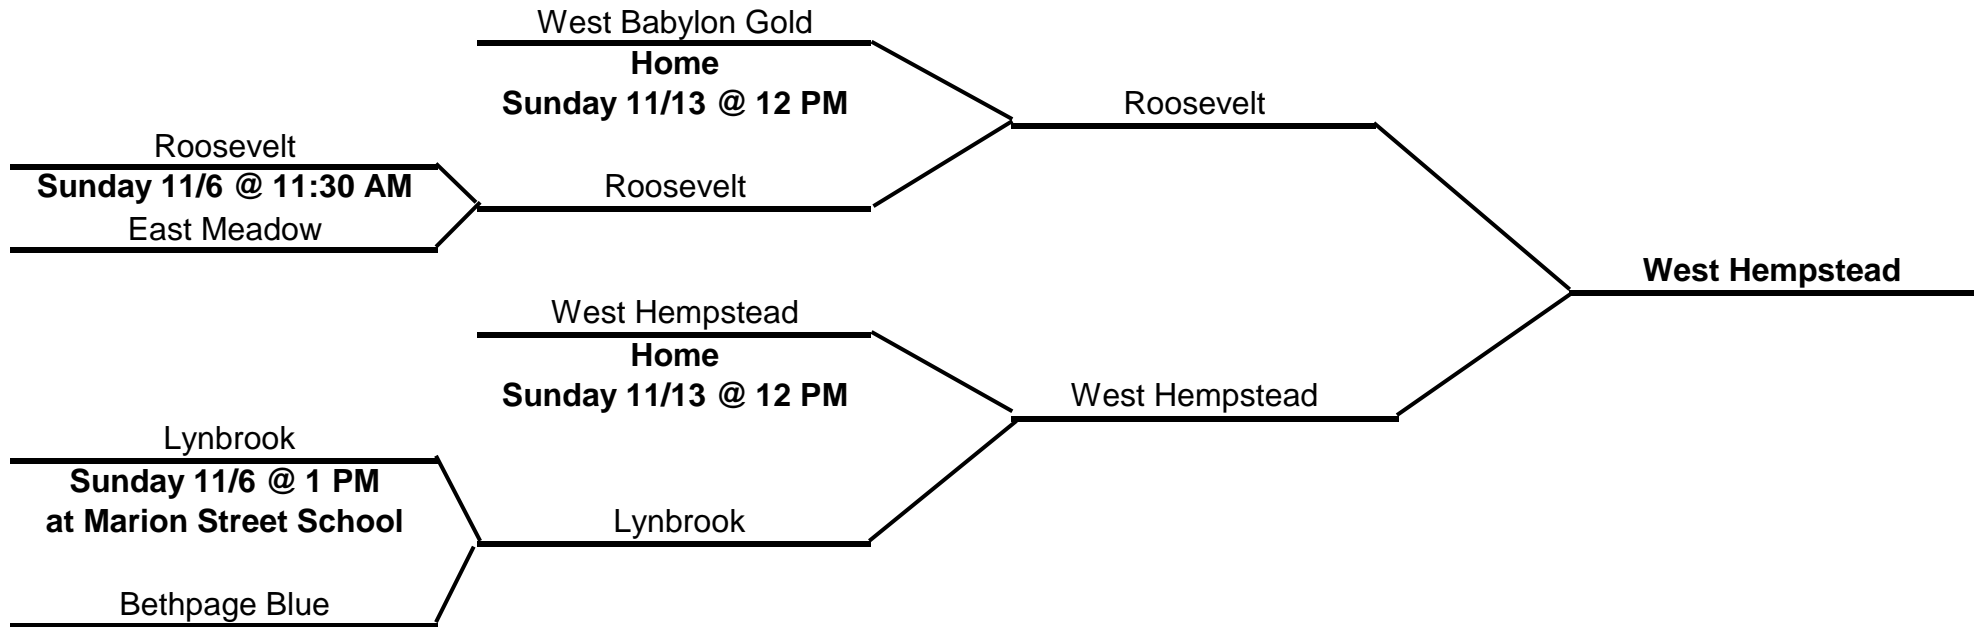 West Babylon Gold
Home
Sunday 11/13 @ 12 PM
Roosevelt
Roosevelt
Sunday 11/6 @ 11:30 AM
Roosevelt
East Meadow
West Hempstead
West Hempstead
Home
Sunday 11/13 @ 12 PM
West Hempstead
Lynbrook
Sunday 11/6 @ 1 PM
at Marion Street School
Lynbrook
Bethpage Blue